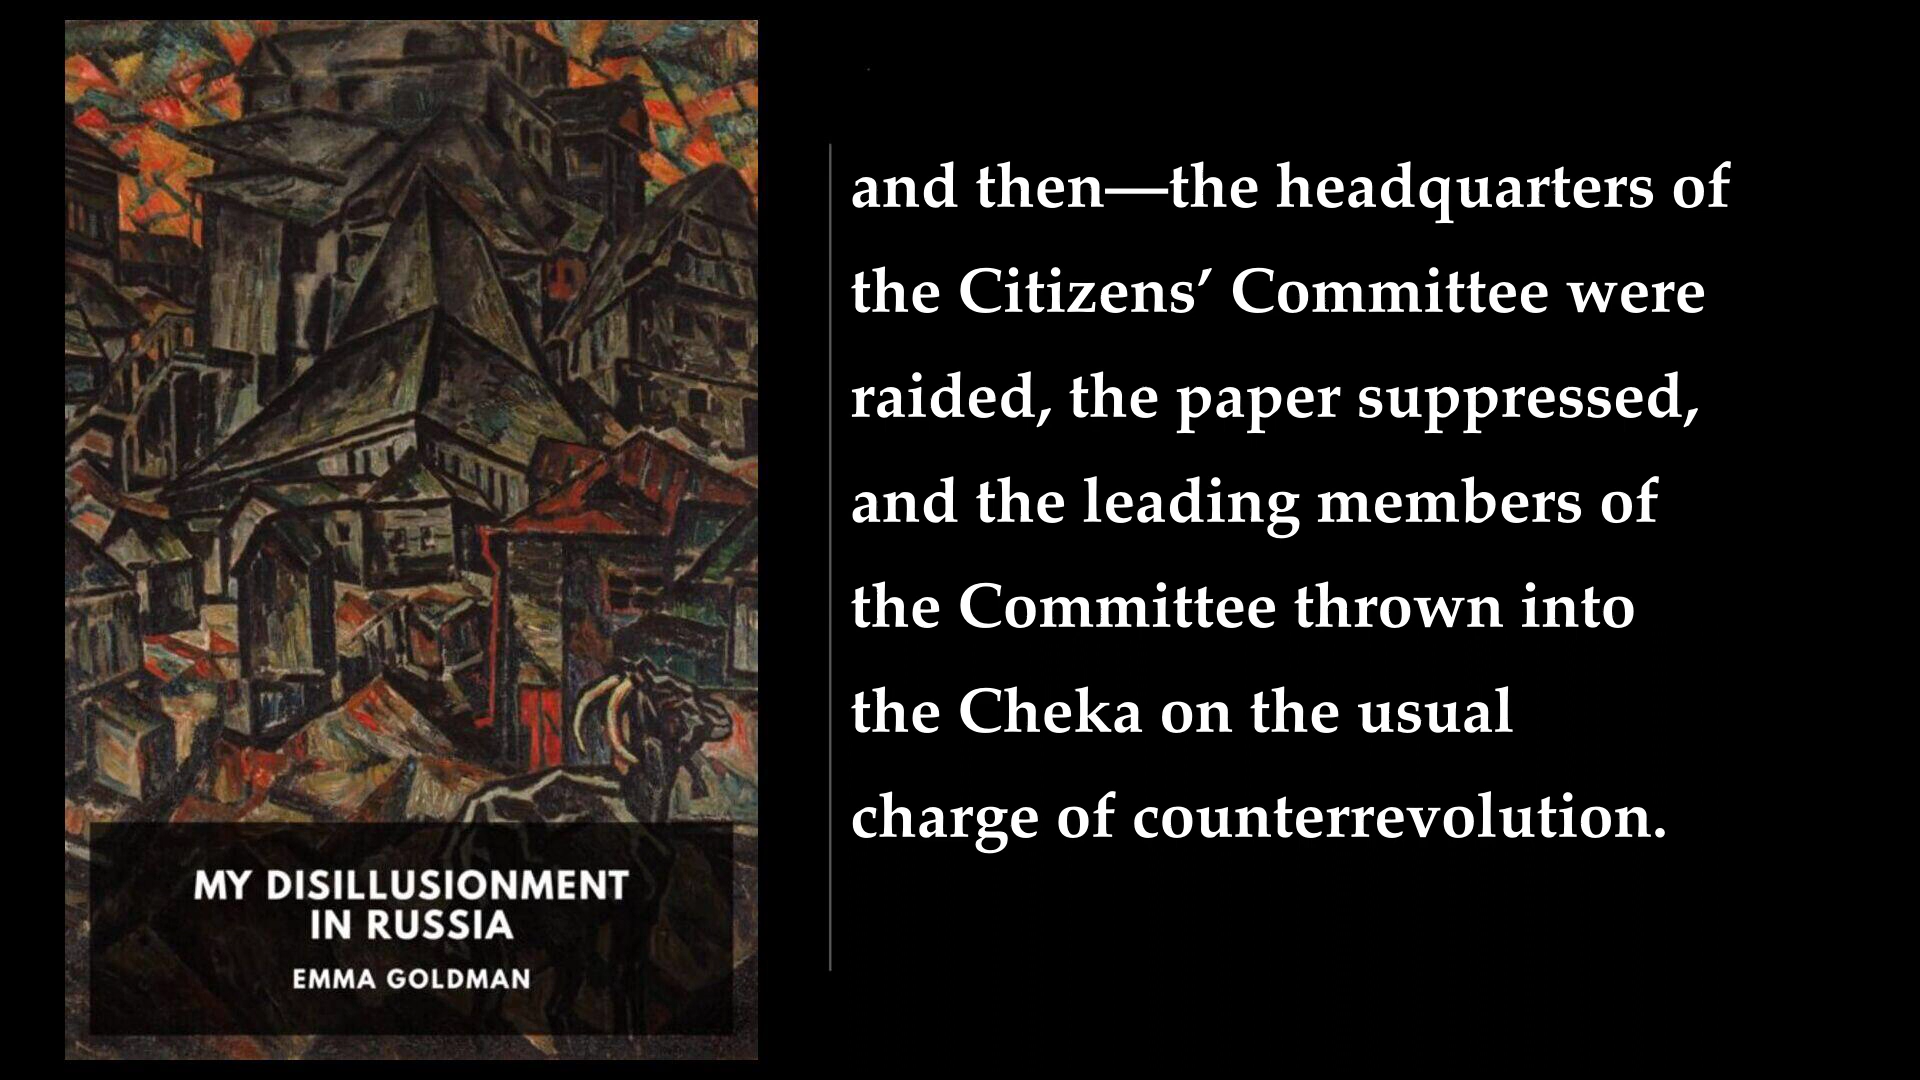 MY DISILLUSIONMENT
IN RUSSIA
EMMA GOLDMAN
and then—the headquarters of
the Citizens’ Committee were
raided, the paper suppressed,
and the leading members of
the Committee thrown into
the Cheka on the usual
charge of counterrevolution.